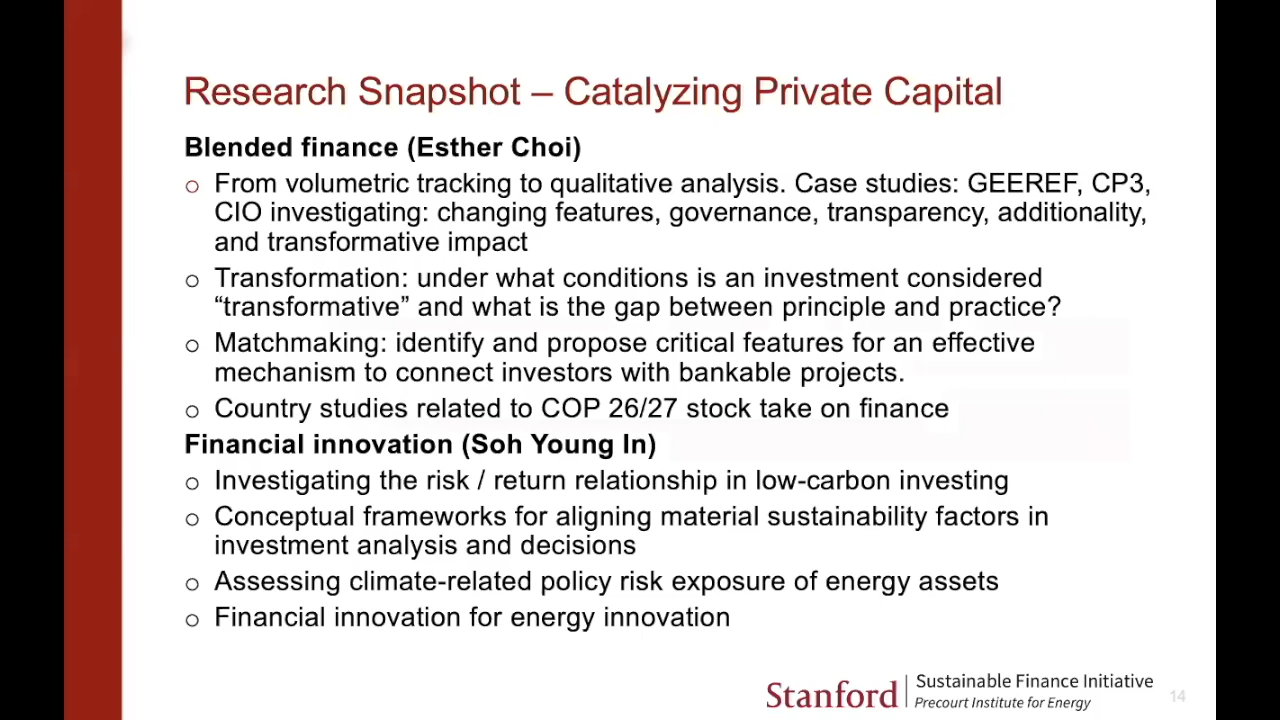 Research Snapshot – Catalyzing Private Capital
Blended finance (Esther Choi)
o From volumetric tracking to qualitative analysis. Case studies: GEEREF, CP3,
CIO investigating: changing features, governance, transparency, additionality,
and transformative impact
o Transformation: under what conditions is an investment considered
“transformative” and what is the gap between principle and practice?
o Matchmaking: identify and propose critical features for an effective
mechanism to connect investors with bankable projects.
o Country studies related to COP 26/27 stock take on finance
Financial innovation (Soh Young In)
o Investigating the risk / return relationship in low-carbon investing
o Conceptual frameworks for aligning material sustainability factors in
investment analysis and decisions
o Assessing climate-related policy risk exposure of energy assets
o Financial innovation for energy innovation
Stanford | Sustainable Finance Initiative
Precourt Institute for Energy
14